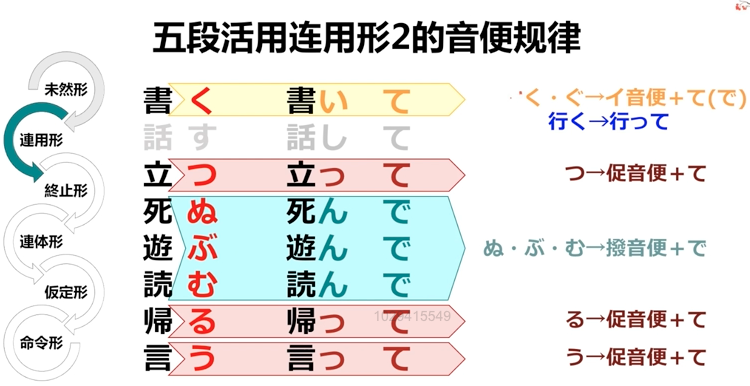 五段活用连用形2的音便规律
未然形
連用形
終止形
連体形
仮定形
命令形
書く 書いて く・ぐ→イ音便＋て(で)
行く→行って
話す 話して
立つ 立って つ→促音便＋て
死ぬ 死んで
遊ぶ 遊んで ぬ・ぶ・む→撥音便＋で
読む 読んで
1029415549
帰る 帰って る→促音便＋て
言う 言って う→促音便＋て